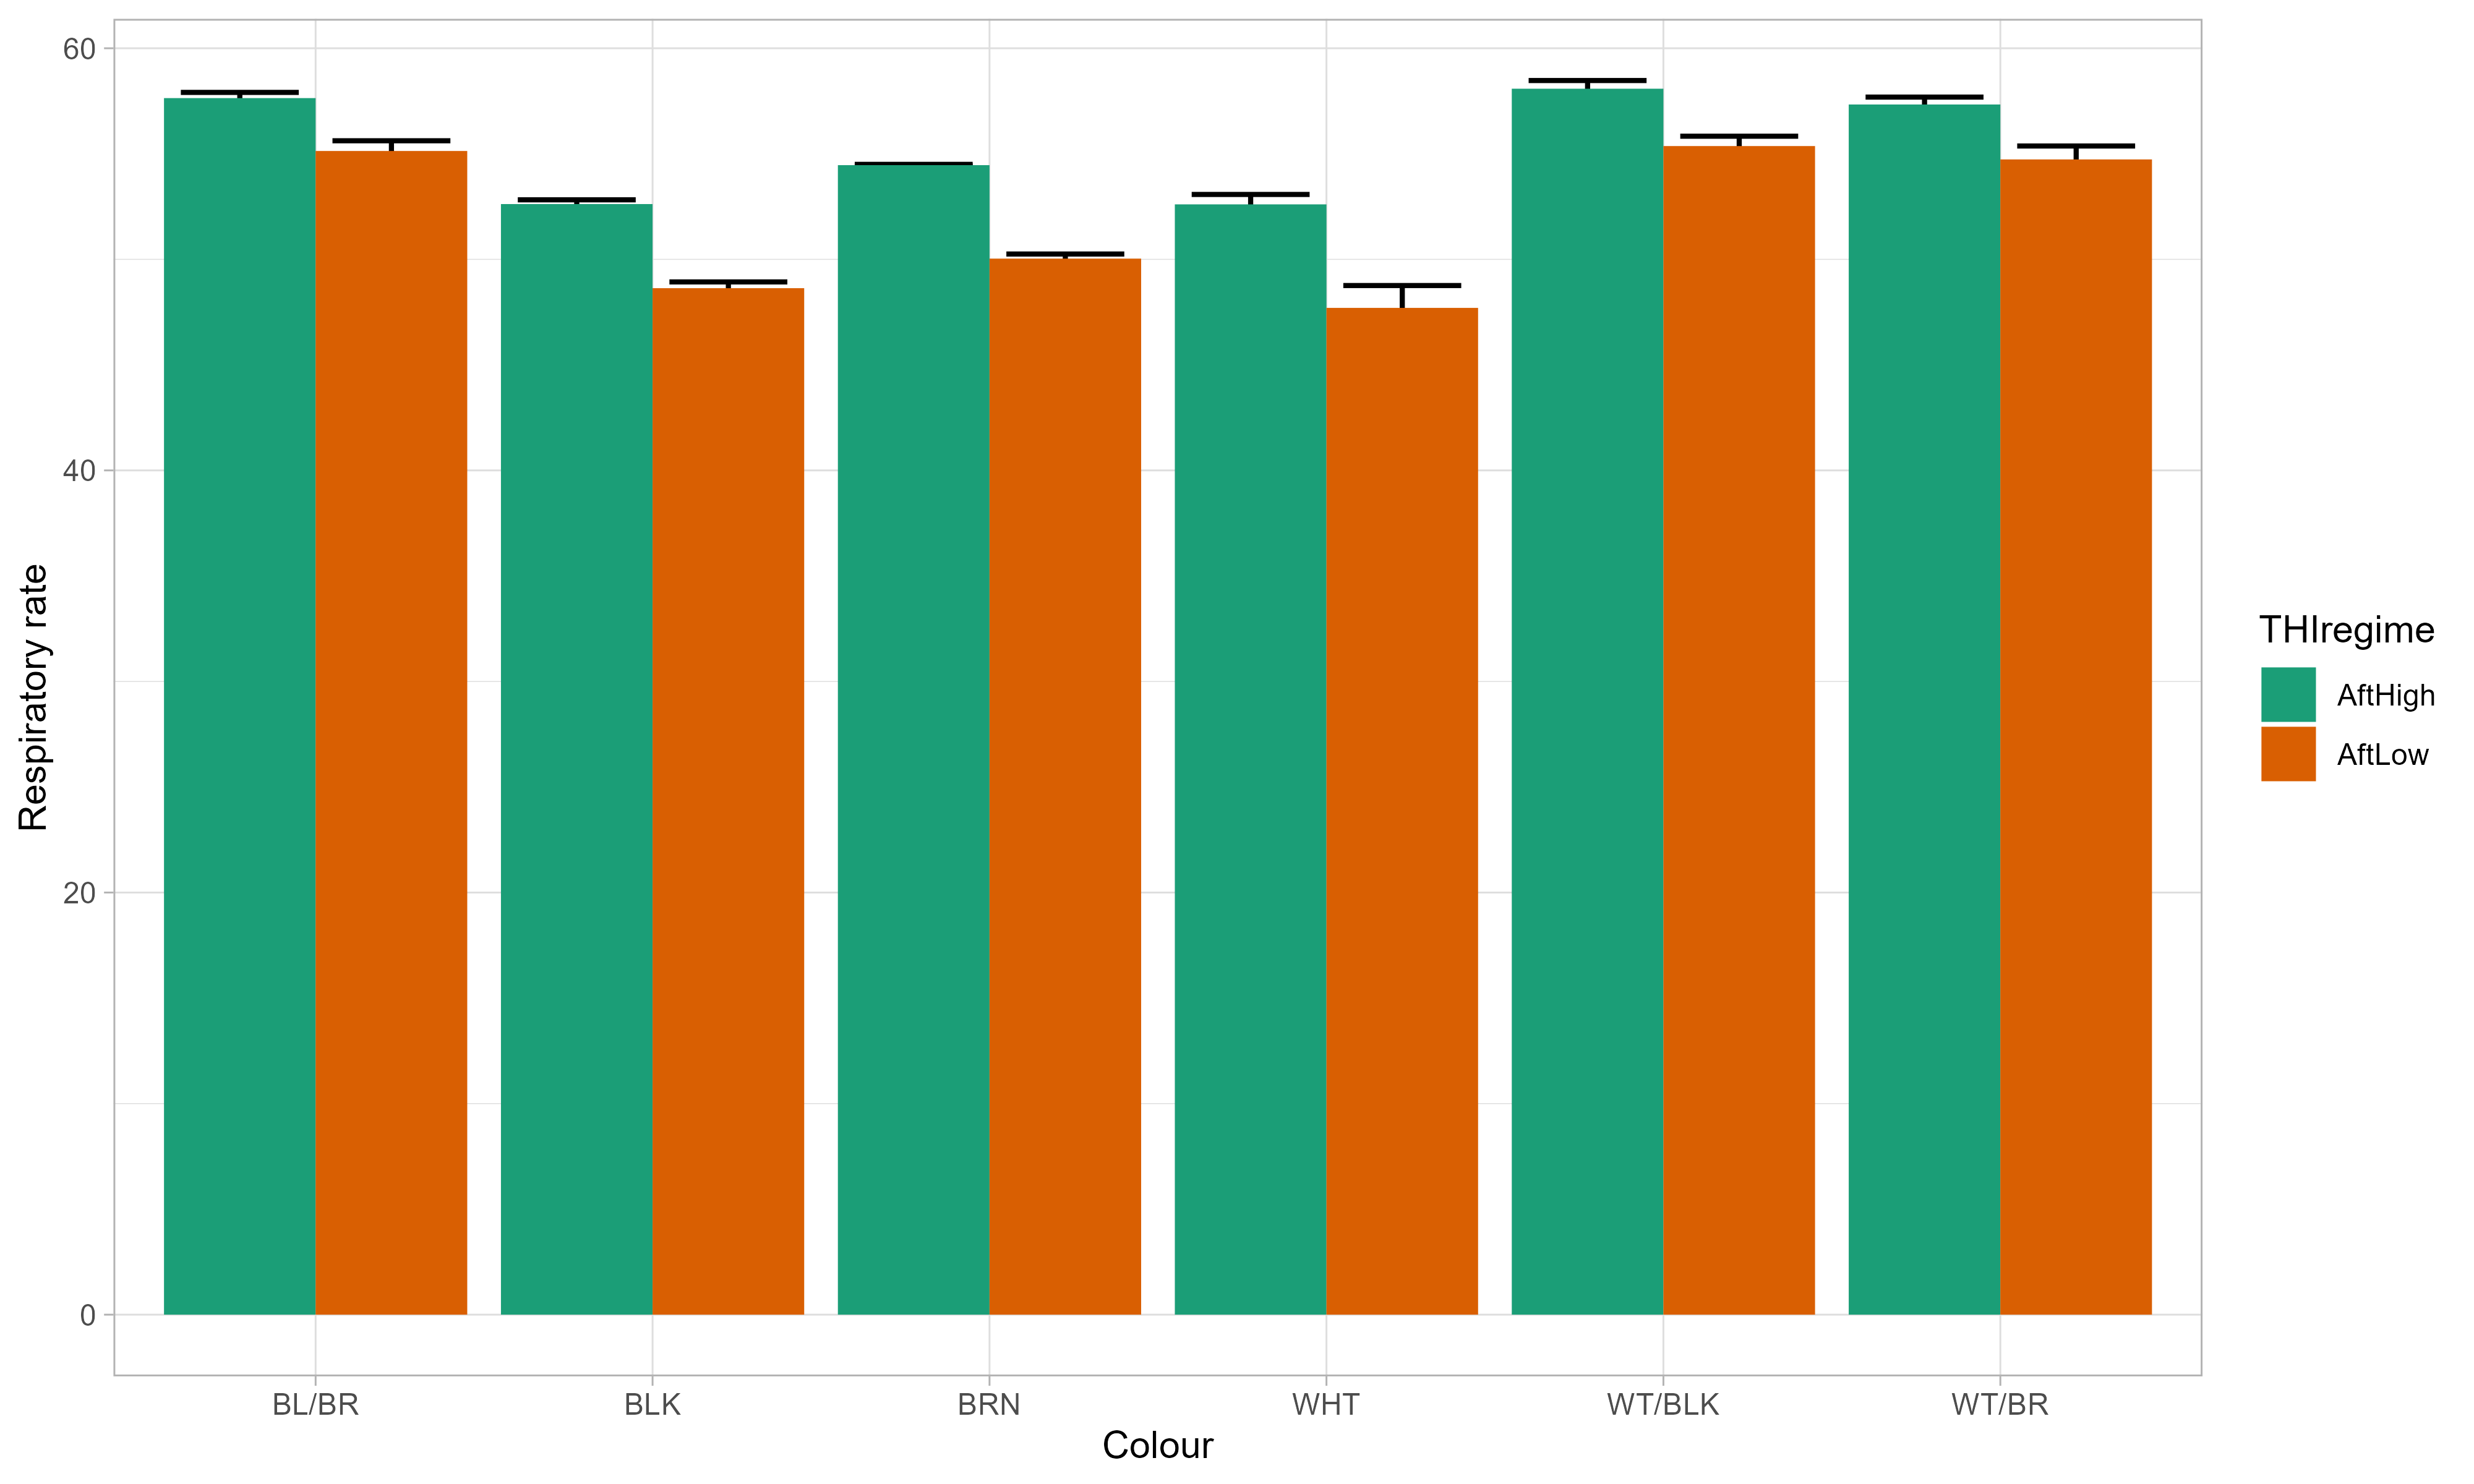 60
40
20
0
Respiratory rate
BL/BR
BLK
BRN
WHT
WT/BLK
WT/BR
Colour
THIregime
AftHigh
AftLow